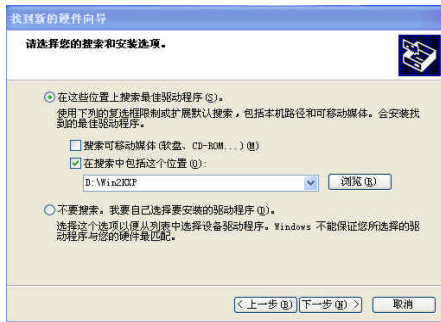 找到新的硬件向导
请选择您的搜索和安装选项。
在这些位置上搜索最佳驱动程序(S)。
使用下列的复选框限制或扩展默认搜索，包括本机路径和可移动媒体。会安装找
到的最佳驱动程序。
搜索可移动媒体(软盘、CD-ROM...)(M)
在搜索中包括这个位置(O):
D:\Win2KXP
浏览(R)
不要搜索。我要自己选择要安装的驱动程序(D)。
选择这个选项以便从列表中选择设备驱动程序。Windows 不能保证您所选择的驱
动程序与您的硬件最匹配。
<上一步(B) 下一步(N)> 取消